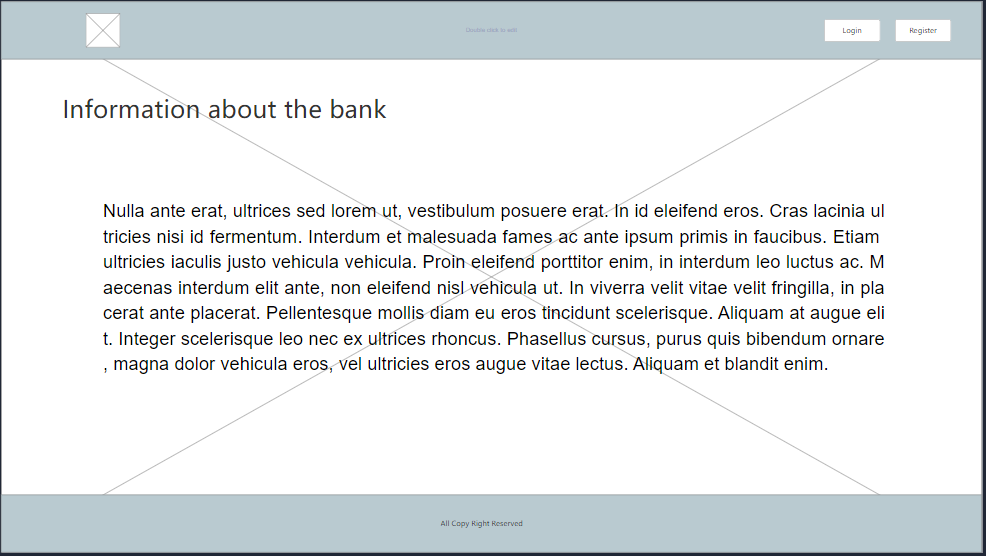 Double click to edit
Login
Register
Information about the bank
Nulla ante erat, ultrices sed lorem ut, vestibulum posuere erat. In id eleifend eros. Cras lacinia ul
tricies nisi id fermentum. Interdum et malesuada fames ac ante ipsum primis in faucibus. Etiam
ultricies iaculis justo vehicula vehicula. Proin eleifend porttitor enim, in interdum leo luctus ac. M
aecenas interdum elit ante, non eleifend nisl vehicula ut. In viverra velit vitae velit fringilla, in pla
cerat ante placerat. Pellentesque mollis diam eu eros tincidunt scelerisque. Aliquam at augue eli
t. Integer scelerisque leo nec ex ultrices rhoncus. Phasellus cursus, purus quis bibendum ornare
, magna dolor vehicula eros, vel ultricies eros augue vitae lectus. Aliquam et blandit enim.
All Copy Right Reserved